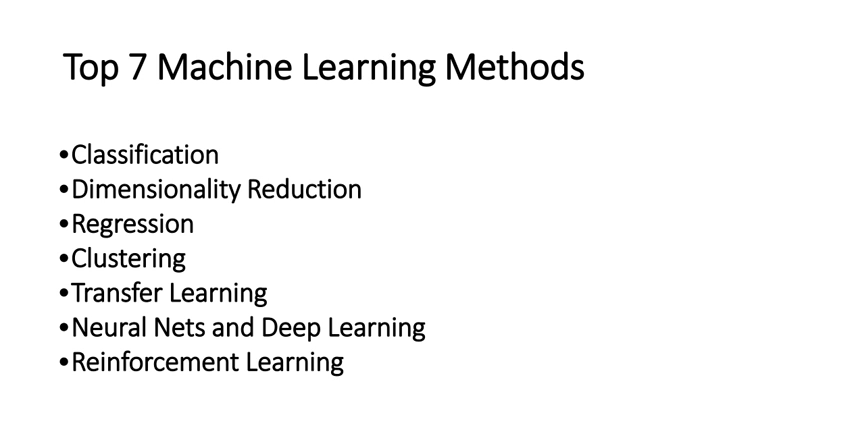 Top 7 Machine Learning Methods
•Classification
•Dimensionality Reduction
•Regression
•Clustering
•Transfer Learning
•Neural Nets and Deep Learning
•Reinforcement Learning